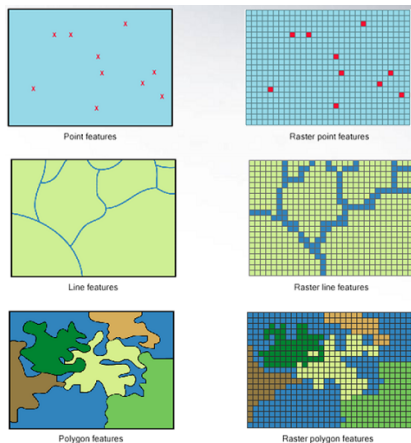 Point features
Raster point features
Line features
Raster line features
Polygon features
Raster polygon features